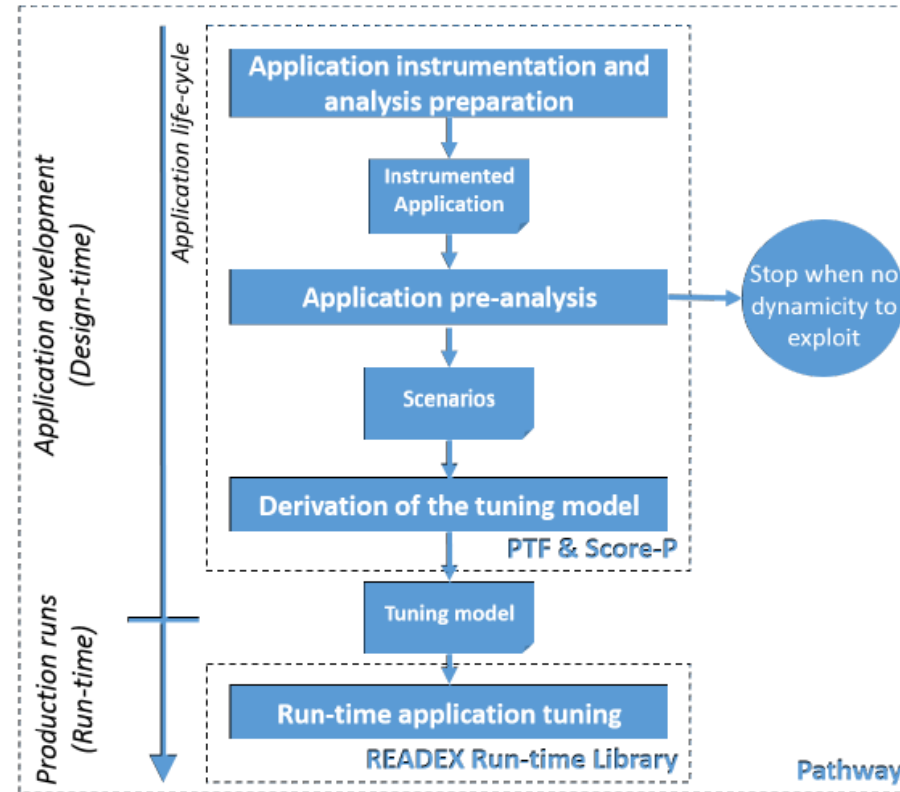 Application development
(Design-time)
Production runs
(Run-time)
Application life-cycle
Application instrumentation and
analysis preparation
Instrumented
Application
Application pre-analysis
Stop when no
dynamicity to
exploit
Scenarios
Derivation of the tuning model
PTF & Score-P
Tuning model
Run-time application tuning
READEX Run-time Library
Pathway